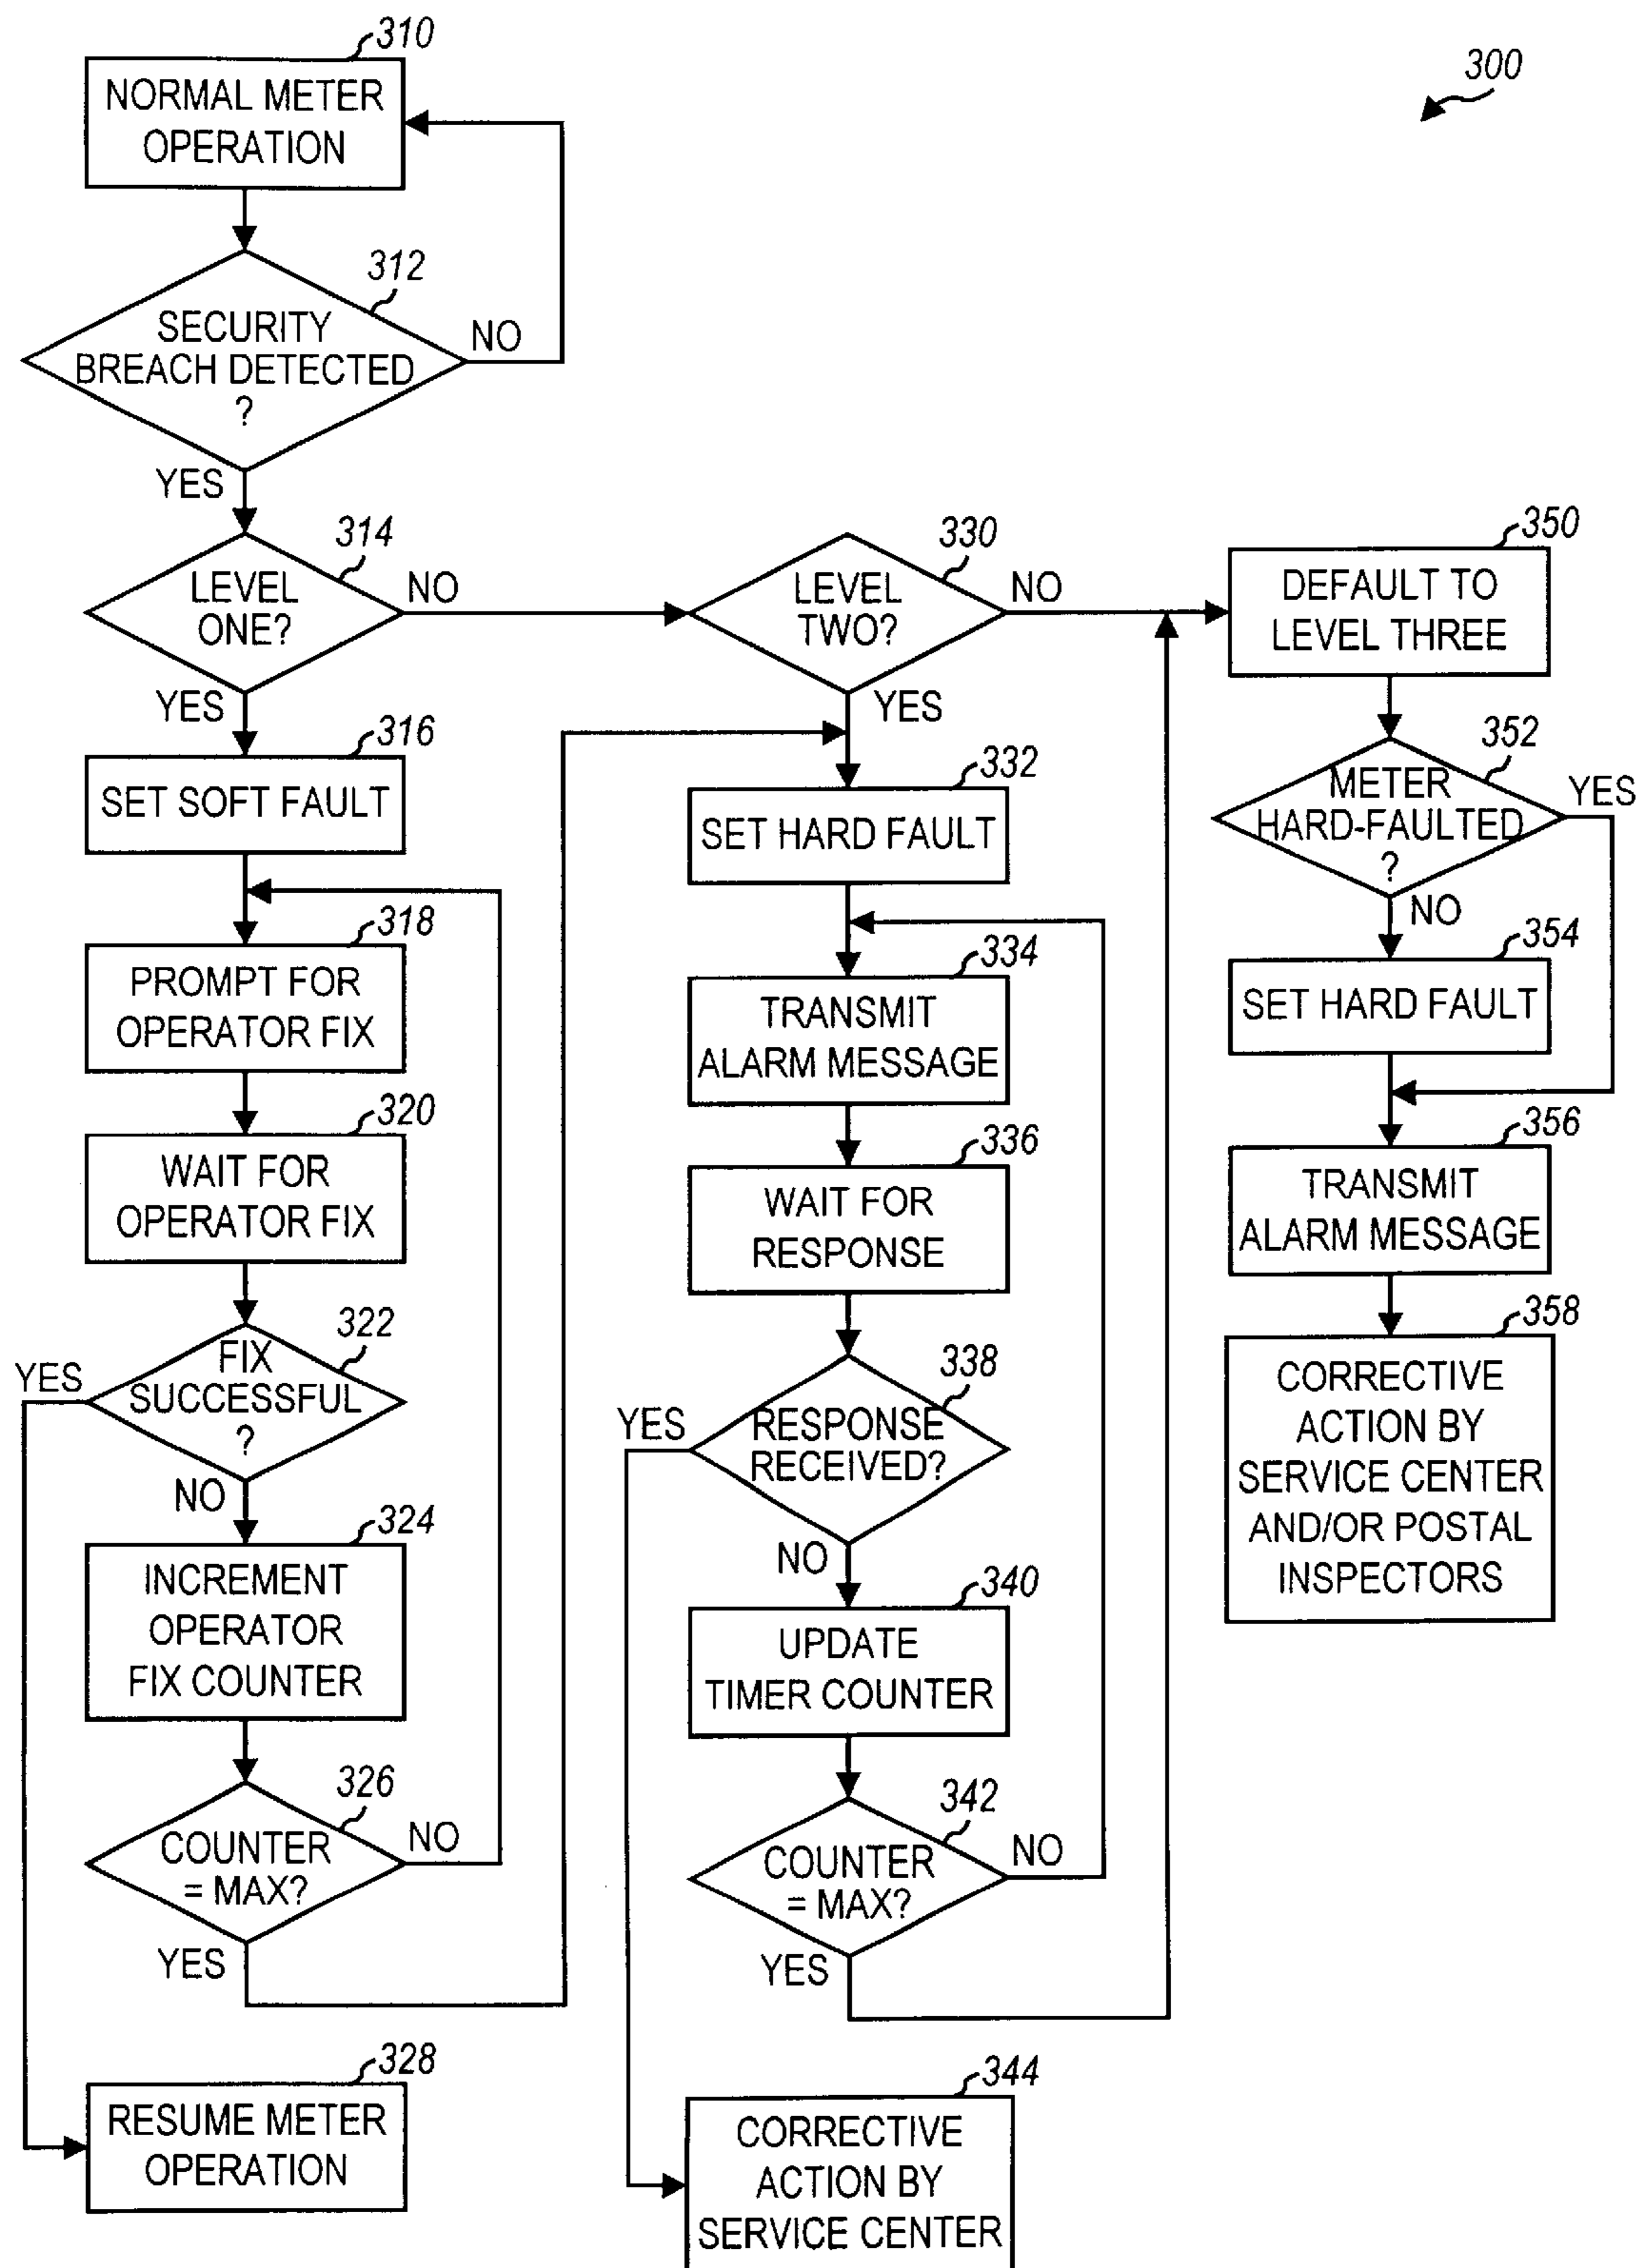 310
NORMAL METER
OPERATION
300
312
SECURITY
BREACH DETECTED
?
NO
YES
314
LEVEL
ONE?
NO
YES
316
SET SOFT FAULT
318
PROMPT FOR
OPERATOR FIX
320
WAIT FOR
OPERATOR FIX
322
FIX
SUCCESSFUL
?
YES
NO
324
INCREMENT
OPERATOR
FIX COUNTER
326
COUNTER
= MAX?
NO
YES
328
RESUME METER
OPERATION
330
LEVEL
TWO?
NO
YES
332
SET HARD FAULT
334
TRANSMIT
ALARM MESSAGE
336
WAIT FOR
RESPONSE
338
RESPONSE
RECEIVED?
YES
NO
340
UPDATE
TIMER COUNTER
342
COUNTER
= MAX?
NO
YES
344
CORRECTIVE
ACTION BY
SERVICE CENTER
350
DEFAULT TO
LEVEL THREE
352
METER
HARD-FAULTED
?
YES
NO
354
SET HARD FAULT
356
TRANSMIT
ALARM MESSAGE
358
CORRECTIVE
ACTION BY
SERVICE CENTER
AND/OR POSTAL
INSPECTORS